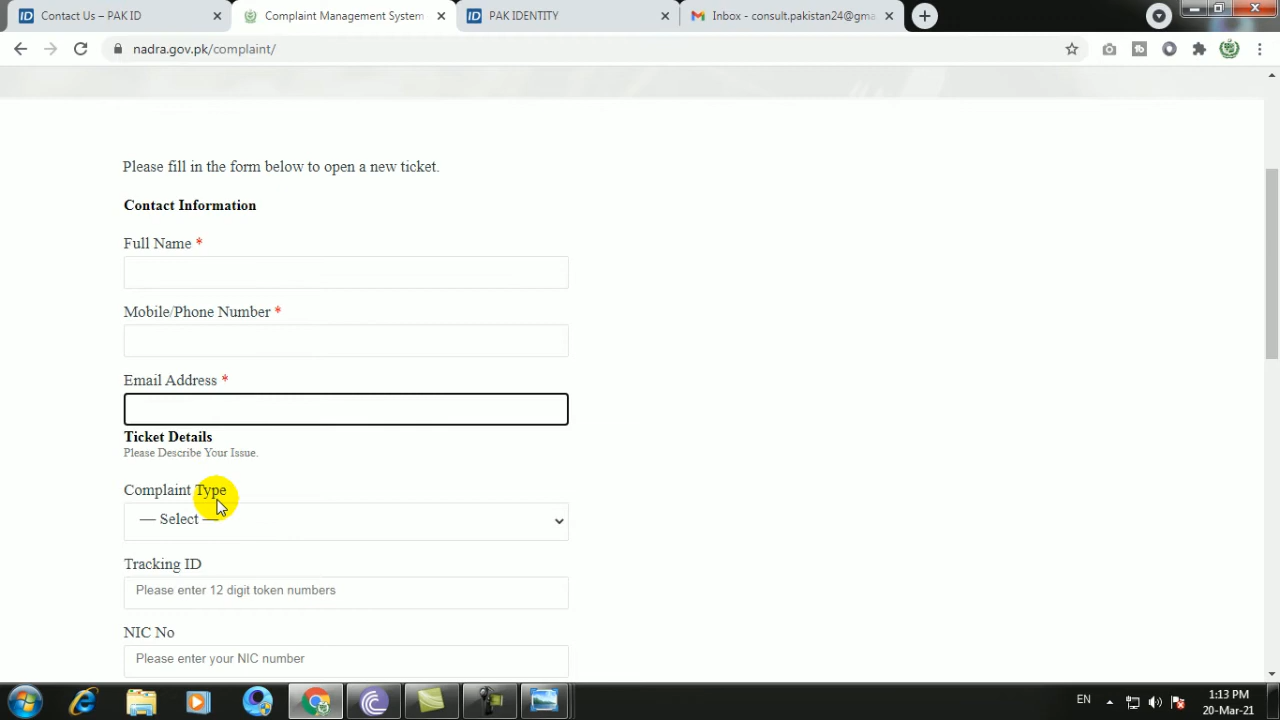 Contact Us – PAK ID
Complaint Management System
PAK IDENTITY
Inbox - consult.pakistan24@gma
nadra.gov.pk/complaint/
Please fill in the form below to open a new ticket.
Contact Information
Full Name *
Mobile/Phone Number *
Email Address *
Ticket Details
Please Describe Your Issue.
Complaint Type
— Select —
Tracking ID
Please enter 12 digit token numbers
NIC No
Please enter your NIC number
EN
1:13 PM
20-Mar-21